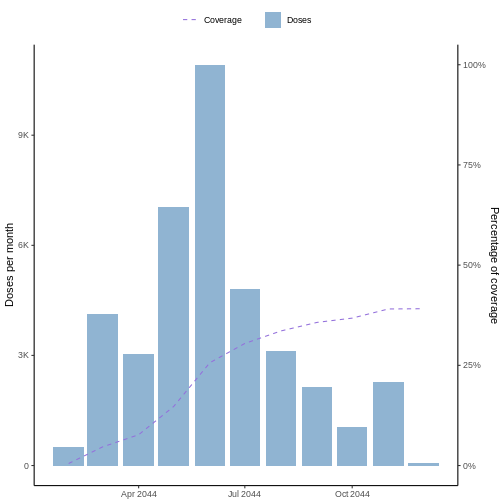 Coverage
Doses
Doses per month
9K
6K
3K
0
100%
75%
50%
25%
0%
Percentage of coverage
Apr 2044
Jul 2044
Oct 2044